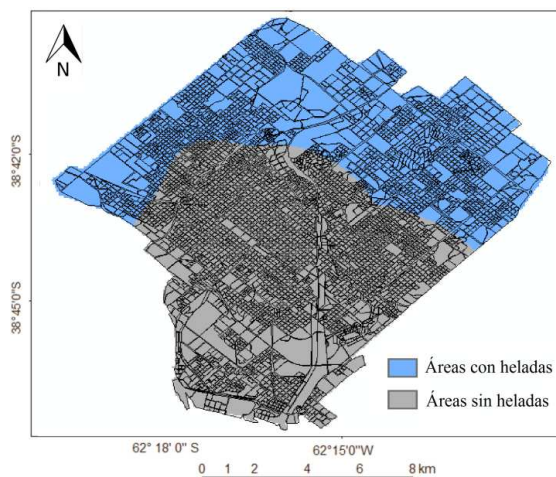 N
38°42'0"S
38°45'0"S
Áreas con heladas
Áreas sin heladas
62° 18' 0'' S
62°15'0"W
0 1 2 4 6 8 km